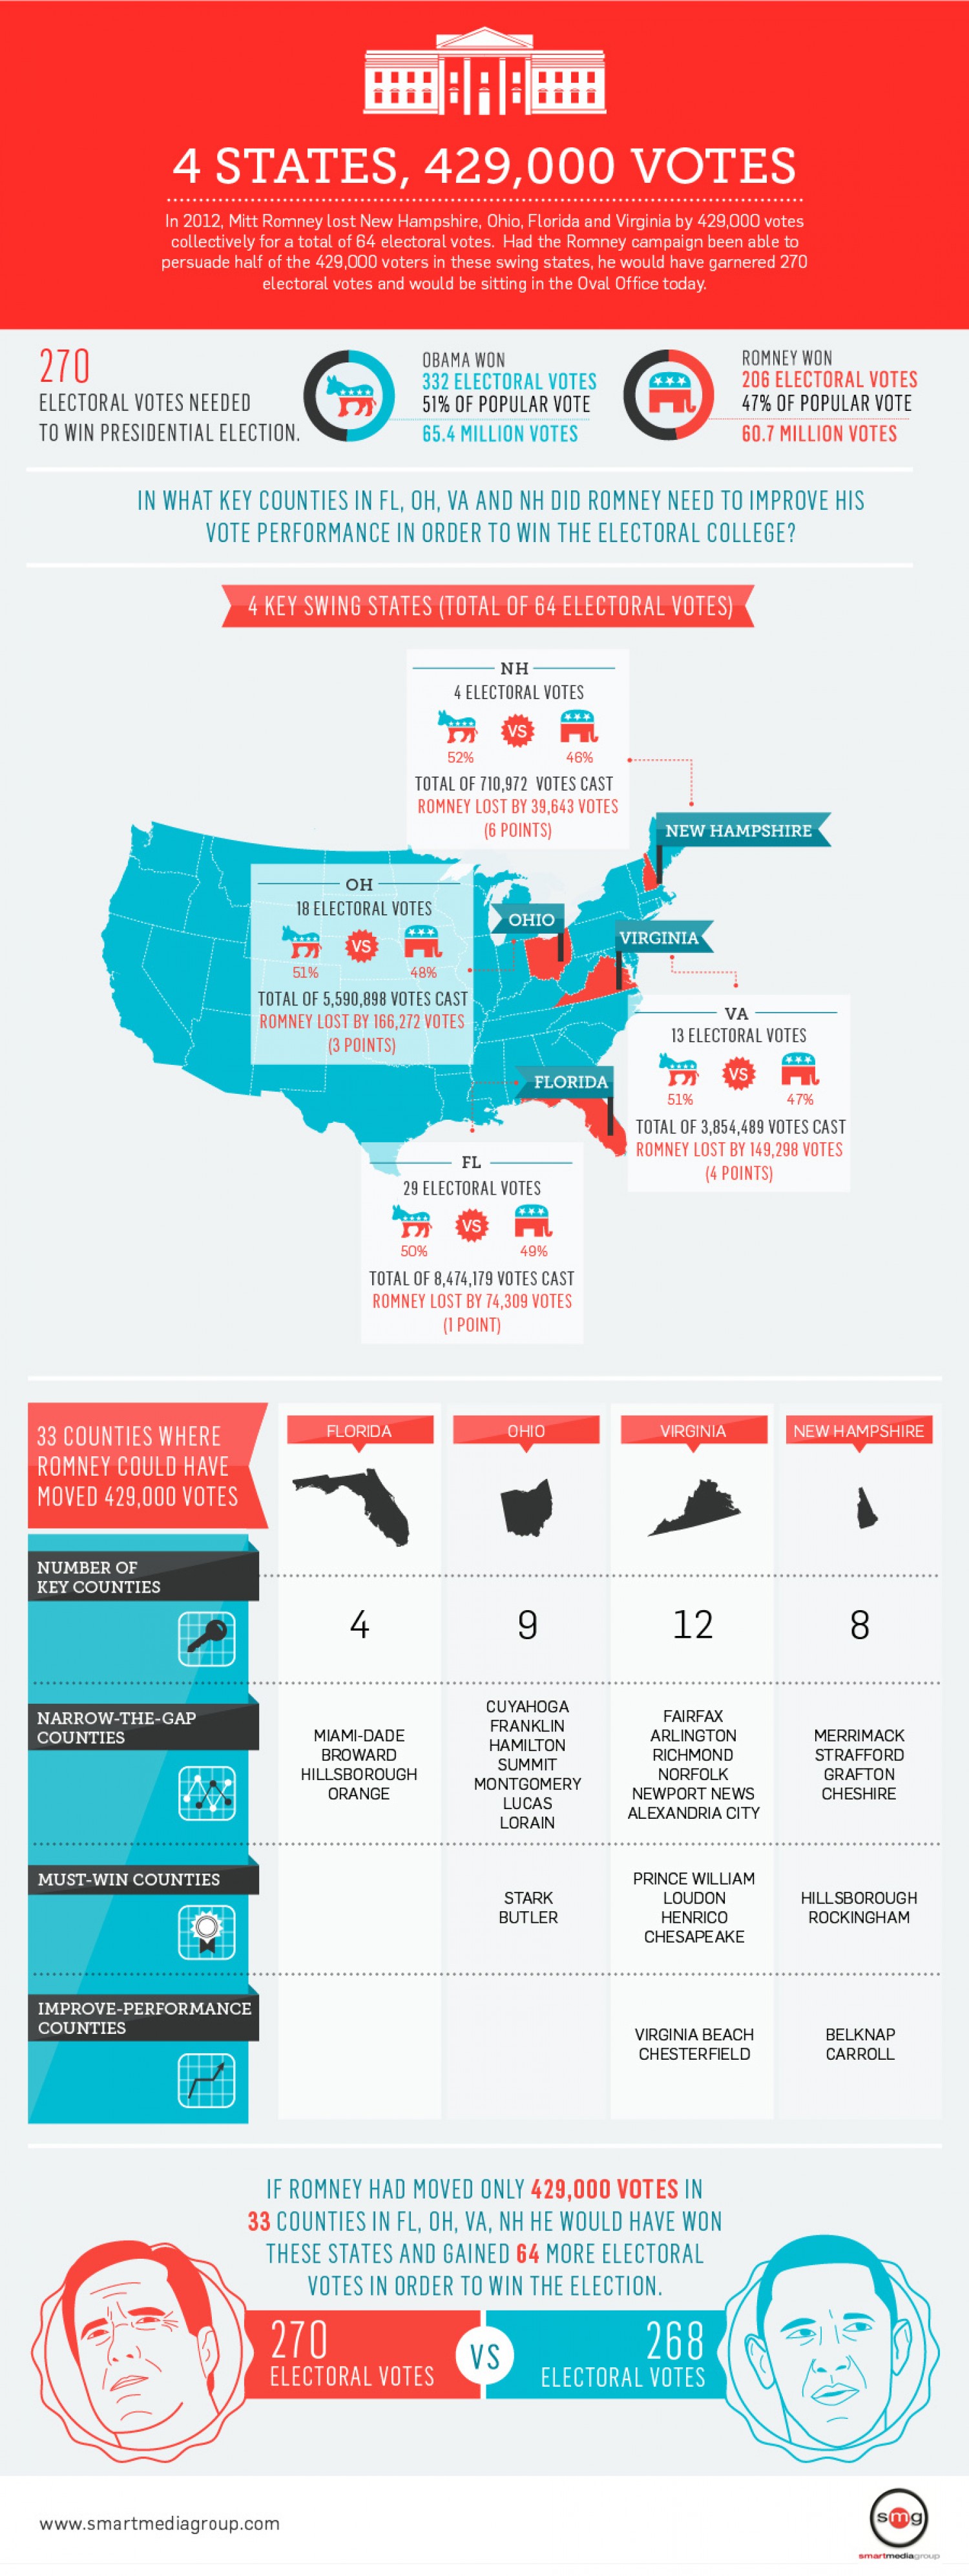 4 STATES, 429,000 VOTES
In 2012, Mitt Romney lost New Hampshire, Ohio, Florida and Virginia by 429,000 votes
collectively for a total of 64 electoral votes. Had the Romney campaign been able to
persuade half of the 429,000 voters in these swing states, he would have garnered 270
electoral votes and would be sitting in the Oval Office today.
270
ELECTORAL VOTES NEEDED
TO WIN PRESIDENTIAL ELECTION.
OBAMA WON
332 ELECTORAL VOTES
51% OF POPULAR VOTE
65.4 MILLION VOTES
ROMNEY WON
206 ELECTORAL VOTES
47% OF POPULAR VOTE
60.7 MILLION VOTES
IN WHAT KEY COUNTIES IN FL, OH, VA AND NH DID ROMNEY NEED TO IMPROVE HIS
VOTE PERFORMANCE IN ORDER TO WIN THE ELECTORAL COLLEGE?
4 KEY SWING STATES (TOTAL OF 64 ELECTORAL VOTES)
NH
4 ELECTORAL VOTES
VS
52% 46%
TOTAL OF 710,972 VOTES CAST
ROMNEY LOST BY 39,643 VOTES
(6 POINTS)
NEW HAMPSHIRE
OH
18 ELECTORAL VOTES
VS
51% 48%
TOTAL OF 5,590,898 VOTES CAST
ROMNEY LOST BY 166,272 VOTES
(3 POINTS)
OHIO
VIRGINIA
VA
13 ELECTORAL VOTES
VS
51% 47%
TOTAL OF 3,854,489 VOTES CAST
ROMNEY LOST BY 149,298 VOTES
(4 POINTS)
FLORIDA
FL
29 ELECTORAL VOTES
VS
50% 49%
TOTAL OF 8,474,179 VOTES CAST
ROMNEY LOST BY 74,309 VOTES
(1 POINT)
33 COUNTIES WHERE
ROMNEY COULD HAVE
MOVED 429,000 VOTES
FLORIDA OHIO VIRGINIA NEW HAMPSHIRE
NUMBER OF
KEY COUNTIES
4 9 12 8
NARROW-THE-GAP
COUNTIES
MIAMI-DADE
BROWARD
HILLSBOROUGH
ORANGE
CUYAHOGA
FRANKLIN
HAMILTON
SUMMIT
MONTGOMERY
LUCAS
LORAIN
FAIRFAX
ARLINGTON
RICHMOND
NORFOLK
NEWPORT NEWS
ALEXANDRIA CITY
MERRIMACK
STRAFFORD
GRAFTON
CHESHIRE
MUST-WIN COUNTIES
STARK
BUTLER
PRINCE WILLIAM
LOUDON
HENRICO
CHESAPEAKE
HILLSBOROUGH
ROCKINGHAM
IMPROVE-PERFORMANCE
COUNTIES
VIRGINIA BEACH
CHESTERFIELD
BELKNAP
CARROLL
IF ROMNEY HAD MOVED ONLY 429,000 VOTES IN
33 COUNTIES IN FL, OH, VA, NH HE WOULD HAVE WON
THESE STATES AND GAINED 64 MORE ELECTORAL
VOTES IN ORDER TO WIN THE ELECTION.
270
ELECTORAL VOTES
VS
268
ELECTORAL VOTES
www.smartmediagroup.com
smg
smartmediagroup